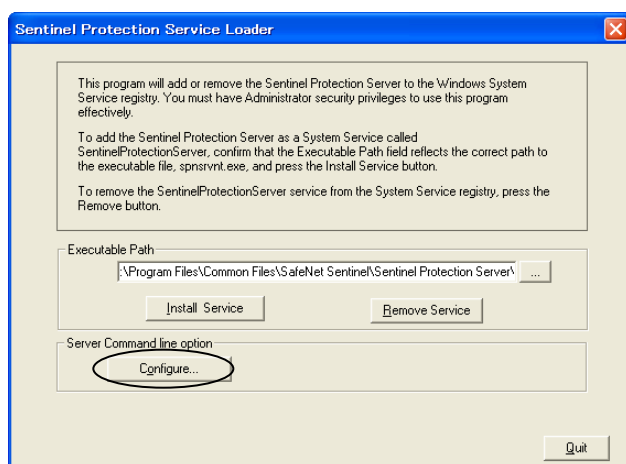 Sentinel Protection Service Loader
This program will add or remove the Sentinel Protection Server to the Windows System
Service registry. You must have Administrator security privileges to use this program
effectively.
To add the Sentinel Protection Server as a System Service called
SentinelProtectionServer, confirm that the Executable Path field reflects the correct path to
the executable file, spnsrvnt.exe, and press the Install Service button.
To remove the SentinelProtectionServer service from the System Service registry, press the
Remove button.
Executable Path
:\Program Files\Common Files\SafeNet Sentinel\Sentinel Protection Server\ ...
Install Service Remove Service
Server Command line option
Configure...
Quit